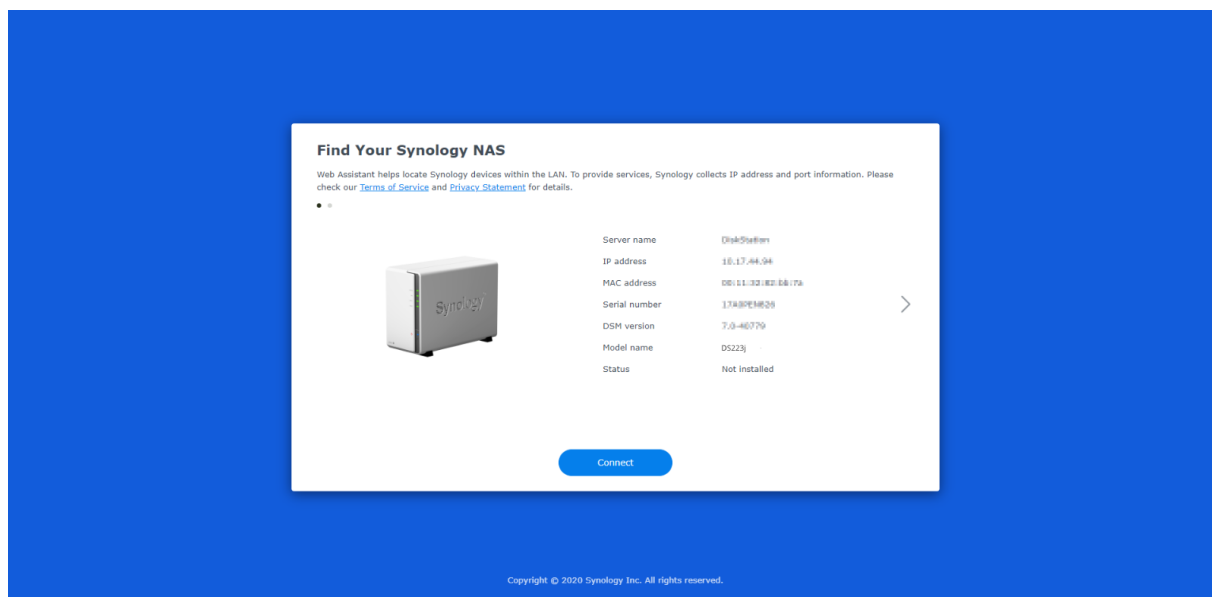 Find Your Synology NAS
Web Assistant helps locate Synology devices within the LAN. To provide services, Synology collects IP address and port information. Please
check our Terms of Service and Privacy Statement for details.
Server name DiskStation
IP address
MAC address
Synology
Serial number
DSM version
Model name DS223j
Status Not installed
Connect
Copyright © 2020 Synology Inc. All rights reserved.